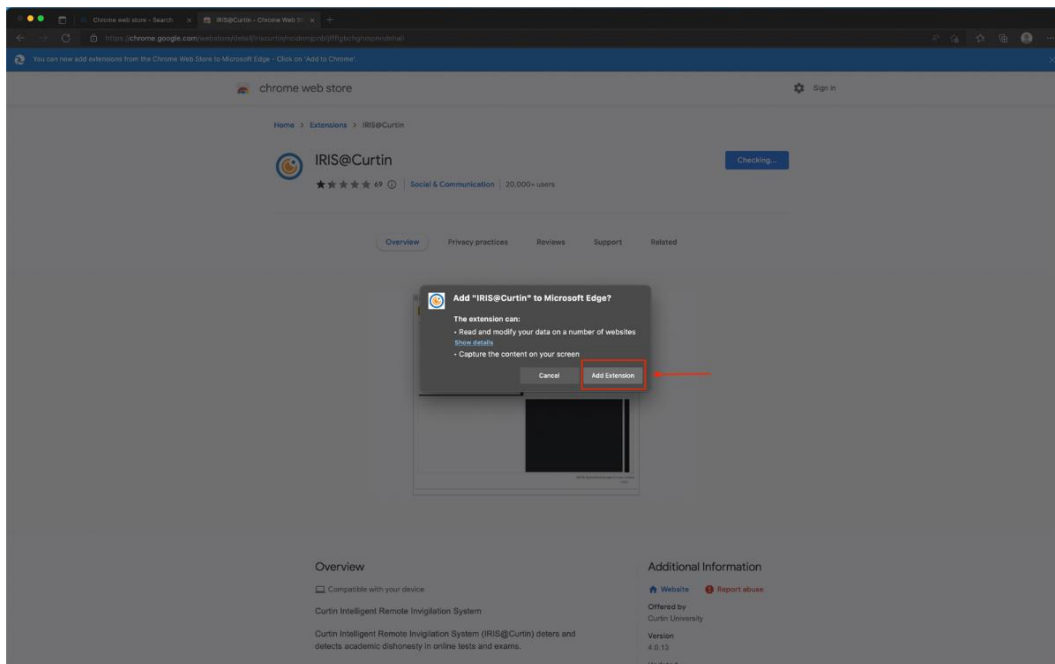 Chrome web store - Search
IRIS@Curtin - Chrome Web St
You can now add extensions from the Chrome Web Store to Microsoft Edge - Click on 'Add to Chrome'.
chrome web store
Sign in
Home > Extensions > IRIS@Curtin
IRIS@Curtin
Checking...
69
Social & Communication
20,000+ users
Overview
Privacy practices
Reviews
Support
Related
Add "IRIS@Curtin" to Microsoft Edge?
The extension can:
• Read and modify your data on a number of websites
Show details
• Capture the content on your screen
Cancel
Add Extension
Overview
Additional Information
Compatible with your device
Website
Report abuse
Curtin Intelligent Remote Invigilation System
Offered by
Curtin University
Curtin Intelligent Remote Invigilation System (IRIS@Curtin) deters and
detects academic dishonesty in online tests and exams.
Version
4.0.13